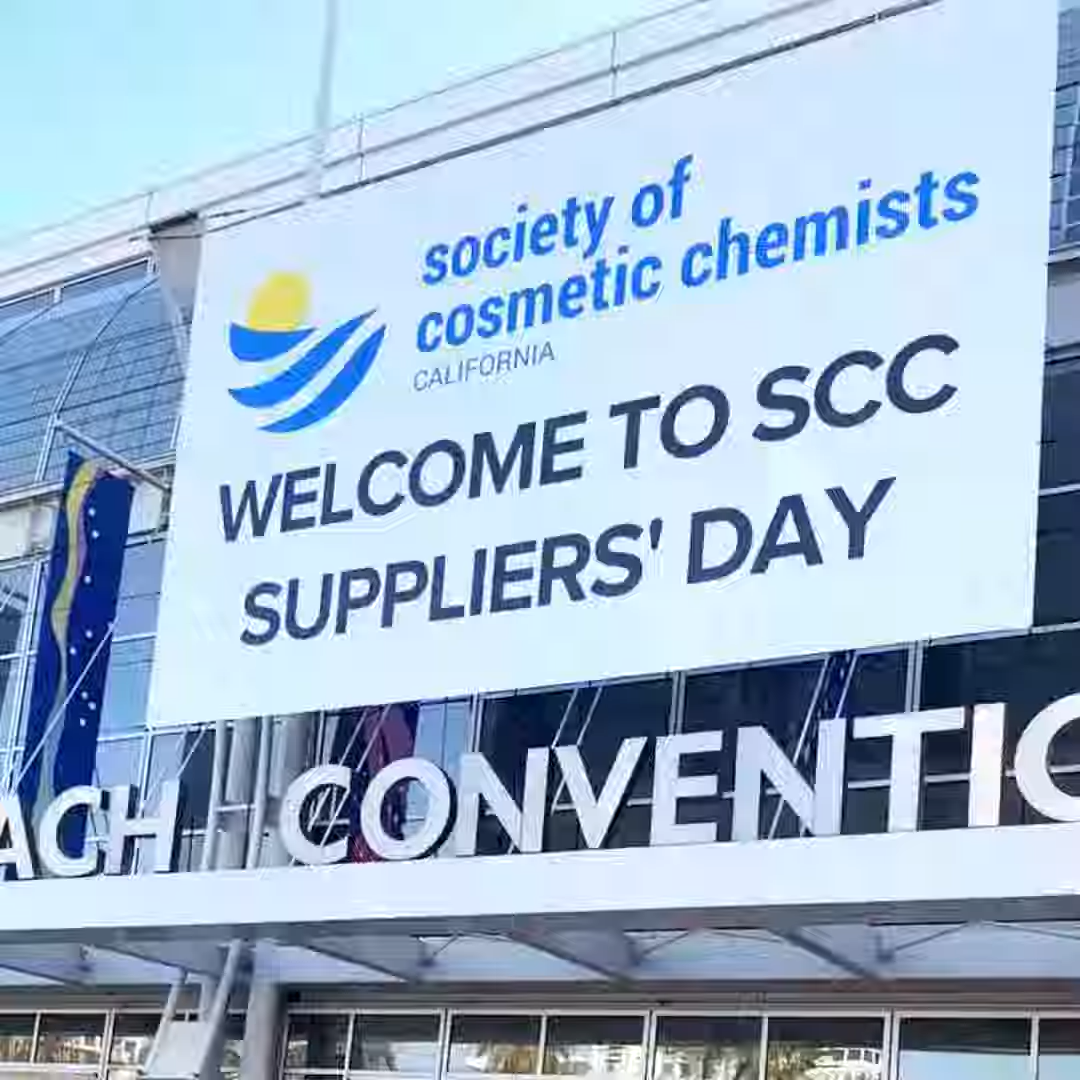 society of
cosmetic chemists
CALIFORNIA
WELCOME TO SCC
SUPPLIERS' DAY
ACH CONVENTIO